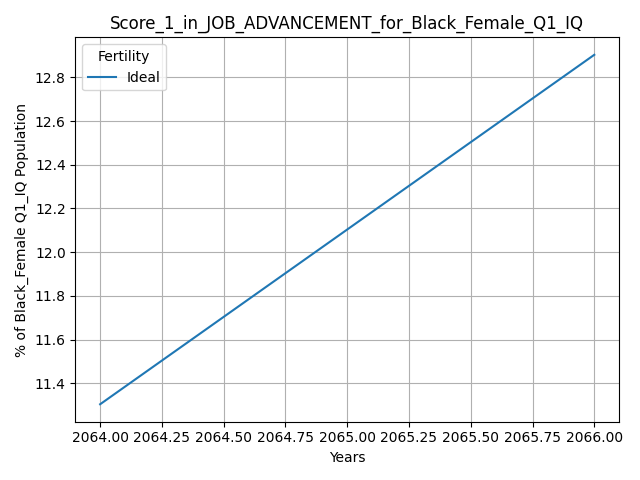 Score_1_in_JOB_ADVANCEMENT_for_Black_Female_Q1_IQ
Fertility
Ideal
% of Black_Female Q1_IQ Population
12.8
12.6
12.4
12.2
12.0
11.8
11.6
11.4
2064.00 2064.25 2064.50 2064.75 2065.00 2065.25 2065.50 2065.75 2066.00
Years